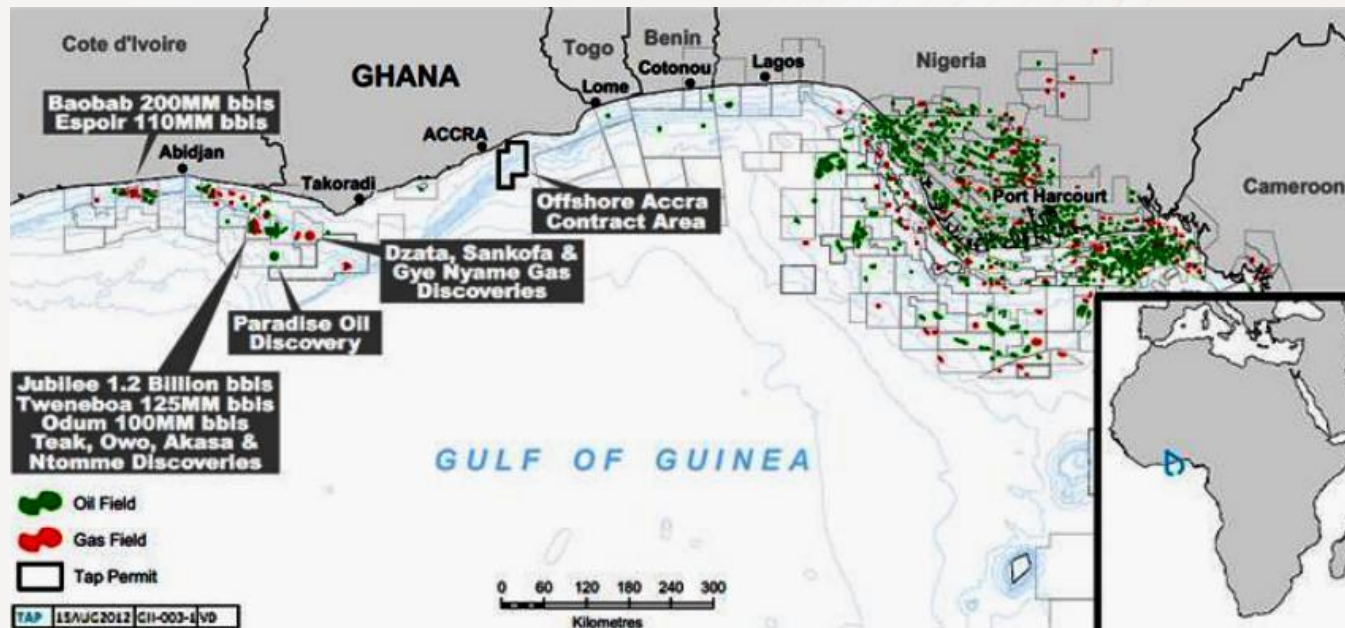 Cote d'Ivoire
GHANA
Togo
Benin
Nigeria
Cameroon
Lome
Cotonou
Lagos
ACCRA
Abidjan
Takoradi
Port Harcourt
Baobab 200MM bbls
Espoir 110MM bbls
Offshore Accra
Contract Area
Dzata, Sankofa &
Gye Nyame Gas
Discoveries
Paradise Oil
Discovery
Jubilee 1.2 Billion bbls
Tweneboa 125MM bbls
Odum 100MM bbls
Teak, Owo, Akasa &
Ntomme Discoveries
GULF OF GUINEA
Oil Field
Gas Field
Tap Permit
0 60 120 180 240 300
Kilometres
TAP 15AUG2012 VD